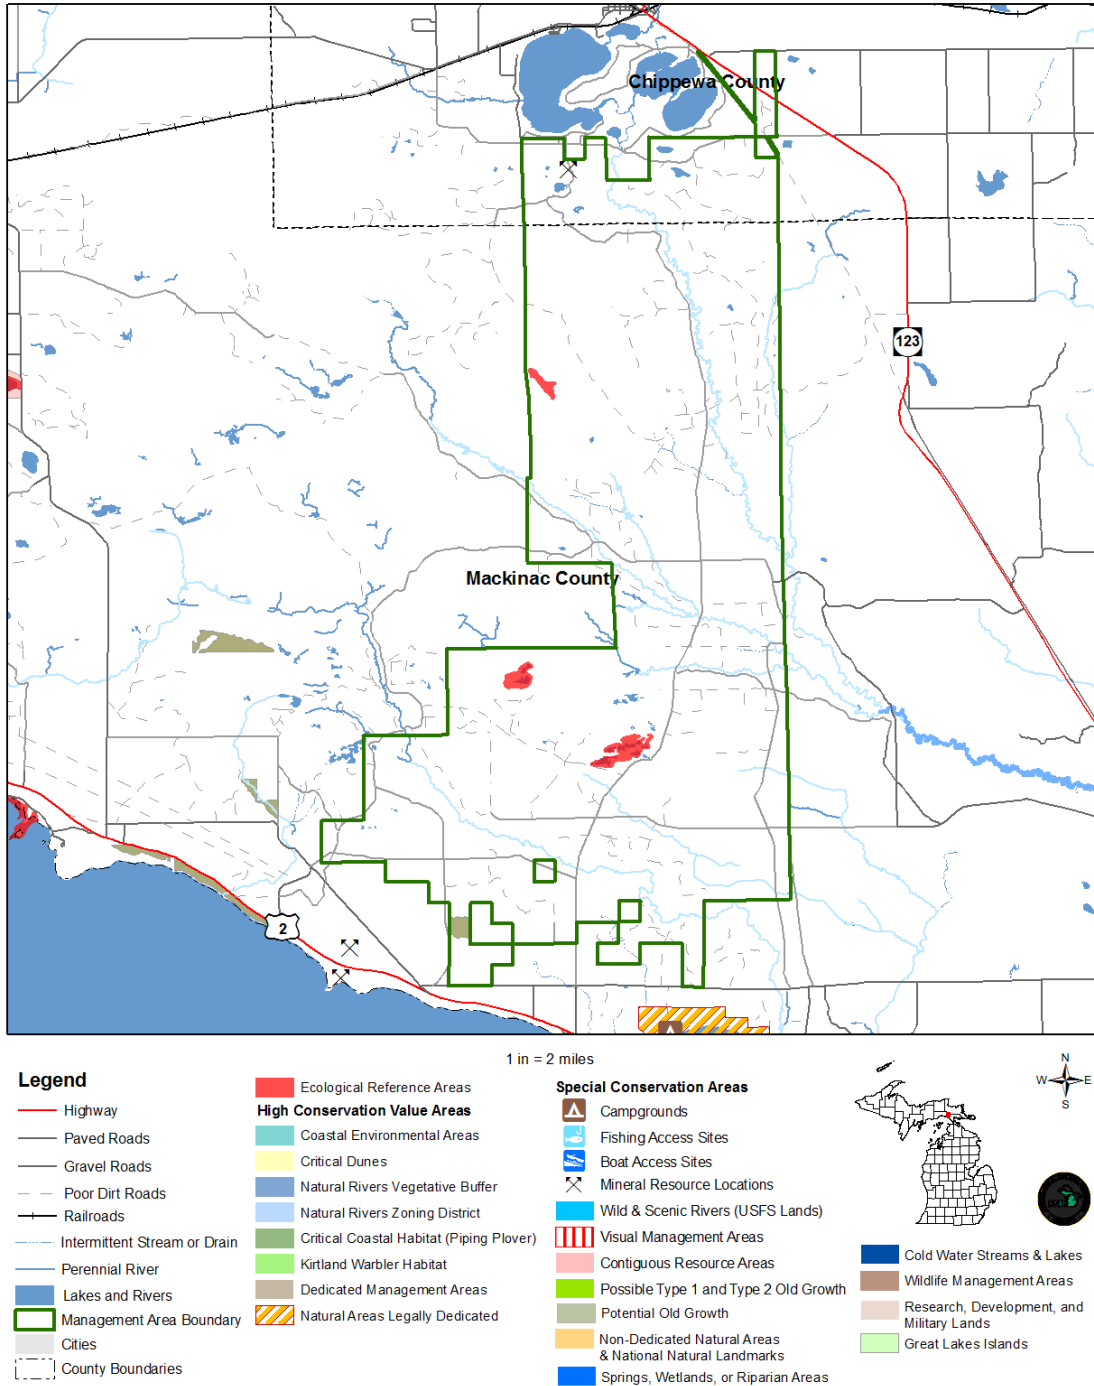 Chippewa County
123
Mackinac County
2
1 in = 2 miles
Legend
Highway
Paved Roads
Gravel Roads
Poor Dirt Roads
Railroads
Intermittent Stream or Drain
Perennial River
Lakes and Rivers
Management Area Boundary
Cities
County Boundaries
Ecological Reference Areas
High Conservation Value Areas
Coastal Environmental Areas
Critical Dunes
Natural Rivers Vegetative Buffer
Natural Rivers Zoning District
Critical Coastal Habitat (Piping Plover)
Kirtland Warbler Habitat
Dedicated Management Areas
Natural Areas Legally Dedicated
Special Conservation Areas
Campgrounds
Fishing Access Sites
Boat Access Sites
Mineral Resource Locations
Wild & Scenic Rivers (USFS Lands)
Visual Management Areas
Contiguous Resource Areas
Possible Type 1 and Type 2 Old Growth
Potential Old Growth
Non-Dedicated Natural Areas
& National Natural Landmarks
Springs, Wetlands, or Riparian Areas
N
W E
S
Cold Water Streams & Lakes
Wildlife Management Areas
Research, Development, and
Military Lands
Great Lakes Islands